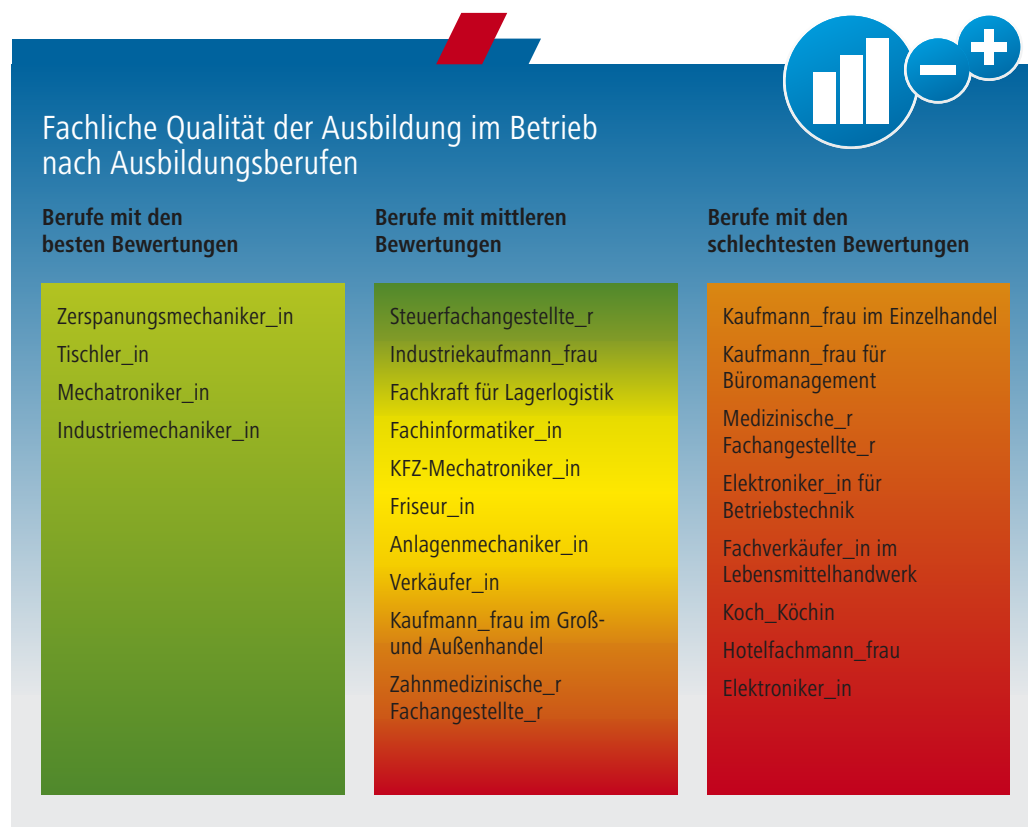 Fachliche Qualität der Ausbildung im Betrieb
nach Ausbildungsberufen
Berufe mit den
besten Bewertungen
Zerspanungsmechaniker_in
Tischler_in
Mechatroniker_in
Industriemechaniker_in
Berufe mit mittleren
Bewertungen
Steuerfachangestellte_r
Industriekaufmann_frau
Fachkraft für Lagerlogistik
Fachinformatiker_in
KFZ-Mechatroniker_in
Friseur_in
Anlagenmechaniker_in
Verkäufer_in
Kaufmann_frau im Groß-
und Außenhandel
Zahnmedizinische_r
Fachangestellte_r
Berufe mit den
schlechtesten Bewertungen
Kaufmann_frau im Einzelhandel
Kaufmann_frau für
Büromanagement
Medizinische_r
Fachangestellte_r
Elektroniker_in für
Betriebstechnik
Fachverkäufer_in im
Lebensmittelhandwerk
Koch_Köchin
Hotelfachmann_frau
Elektroniker_in